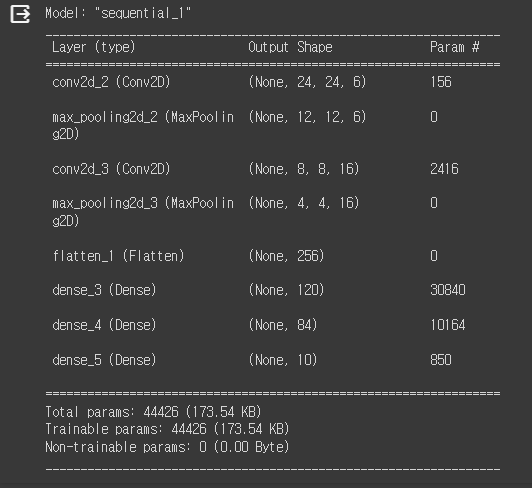 Model: "sequential_1"
_________________________________________________________________
Layer (type) Output Shape Param #
=================================================================
conv2d_2 (Conv2D) (None, 24, 24, 6) 156
max_pooling2d_2 (MaxPoolin (None, 12, 12, 6) 0
g2D)
conv2d_3 (Conv2D) (None, 8, 8, 16) 2416
max_pooling2d_3 (MaxPoolin (None, 4, 4, 16) 0
g2D)
flatten_1 (Flatten) (None, 256) 0
dense_3 (Dense) (None, 120) 30840
dense_4 (Dense) (None, 84) 10164
dense_5 (Dense) (None, 10) 850
=================================================================
Total params: 44426 (173.54 KB)
Trainable params: 44426 (173.54 KB)
Non-trainable params: 0 (0.00 Byte)
_________________________________________________________________